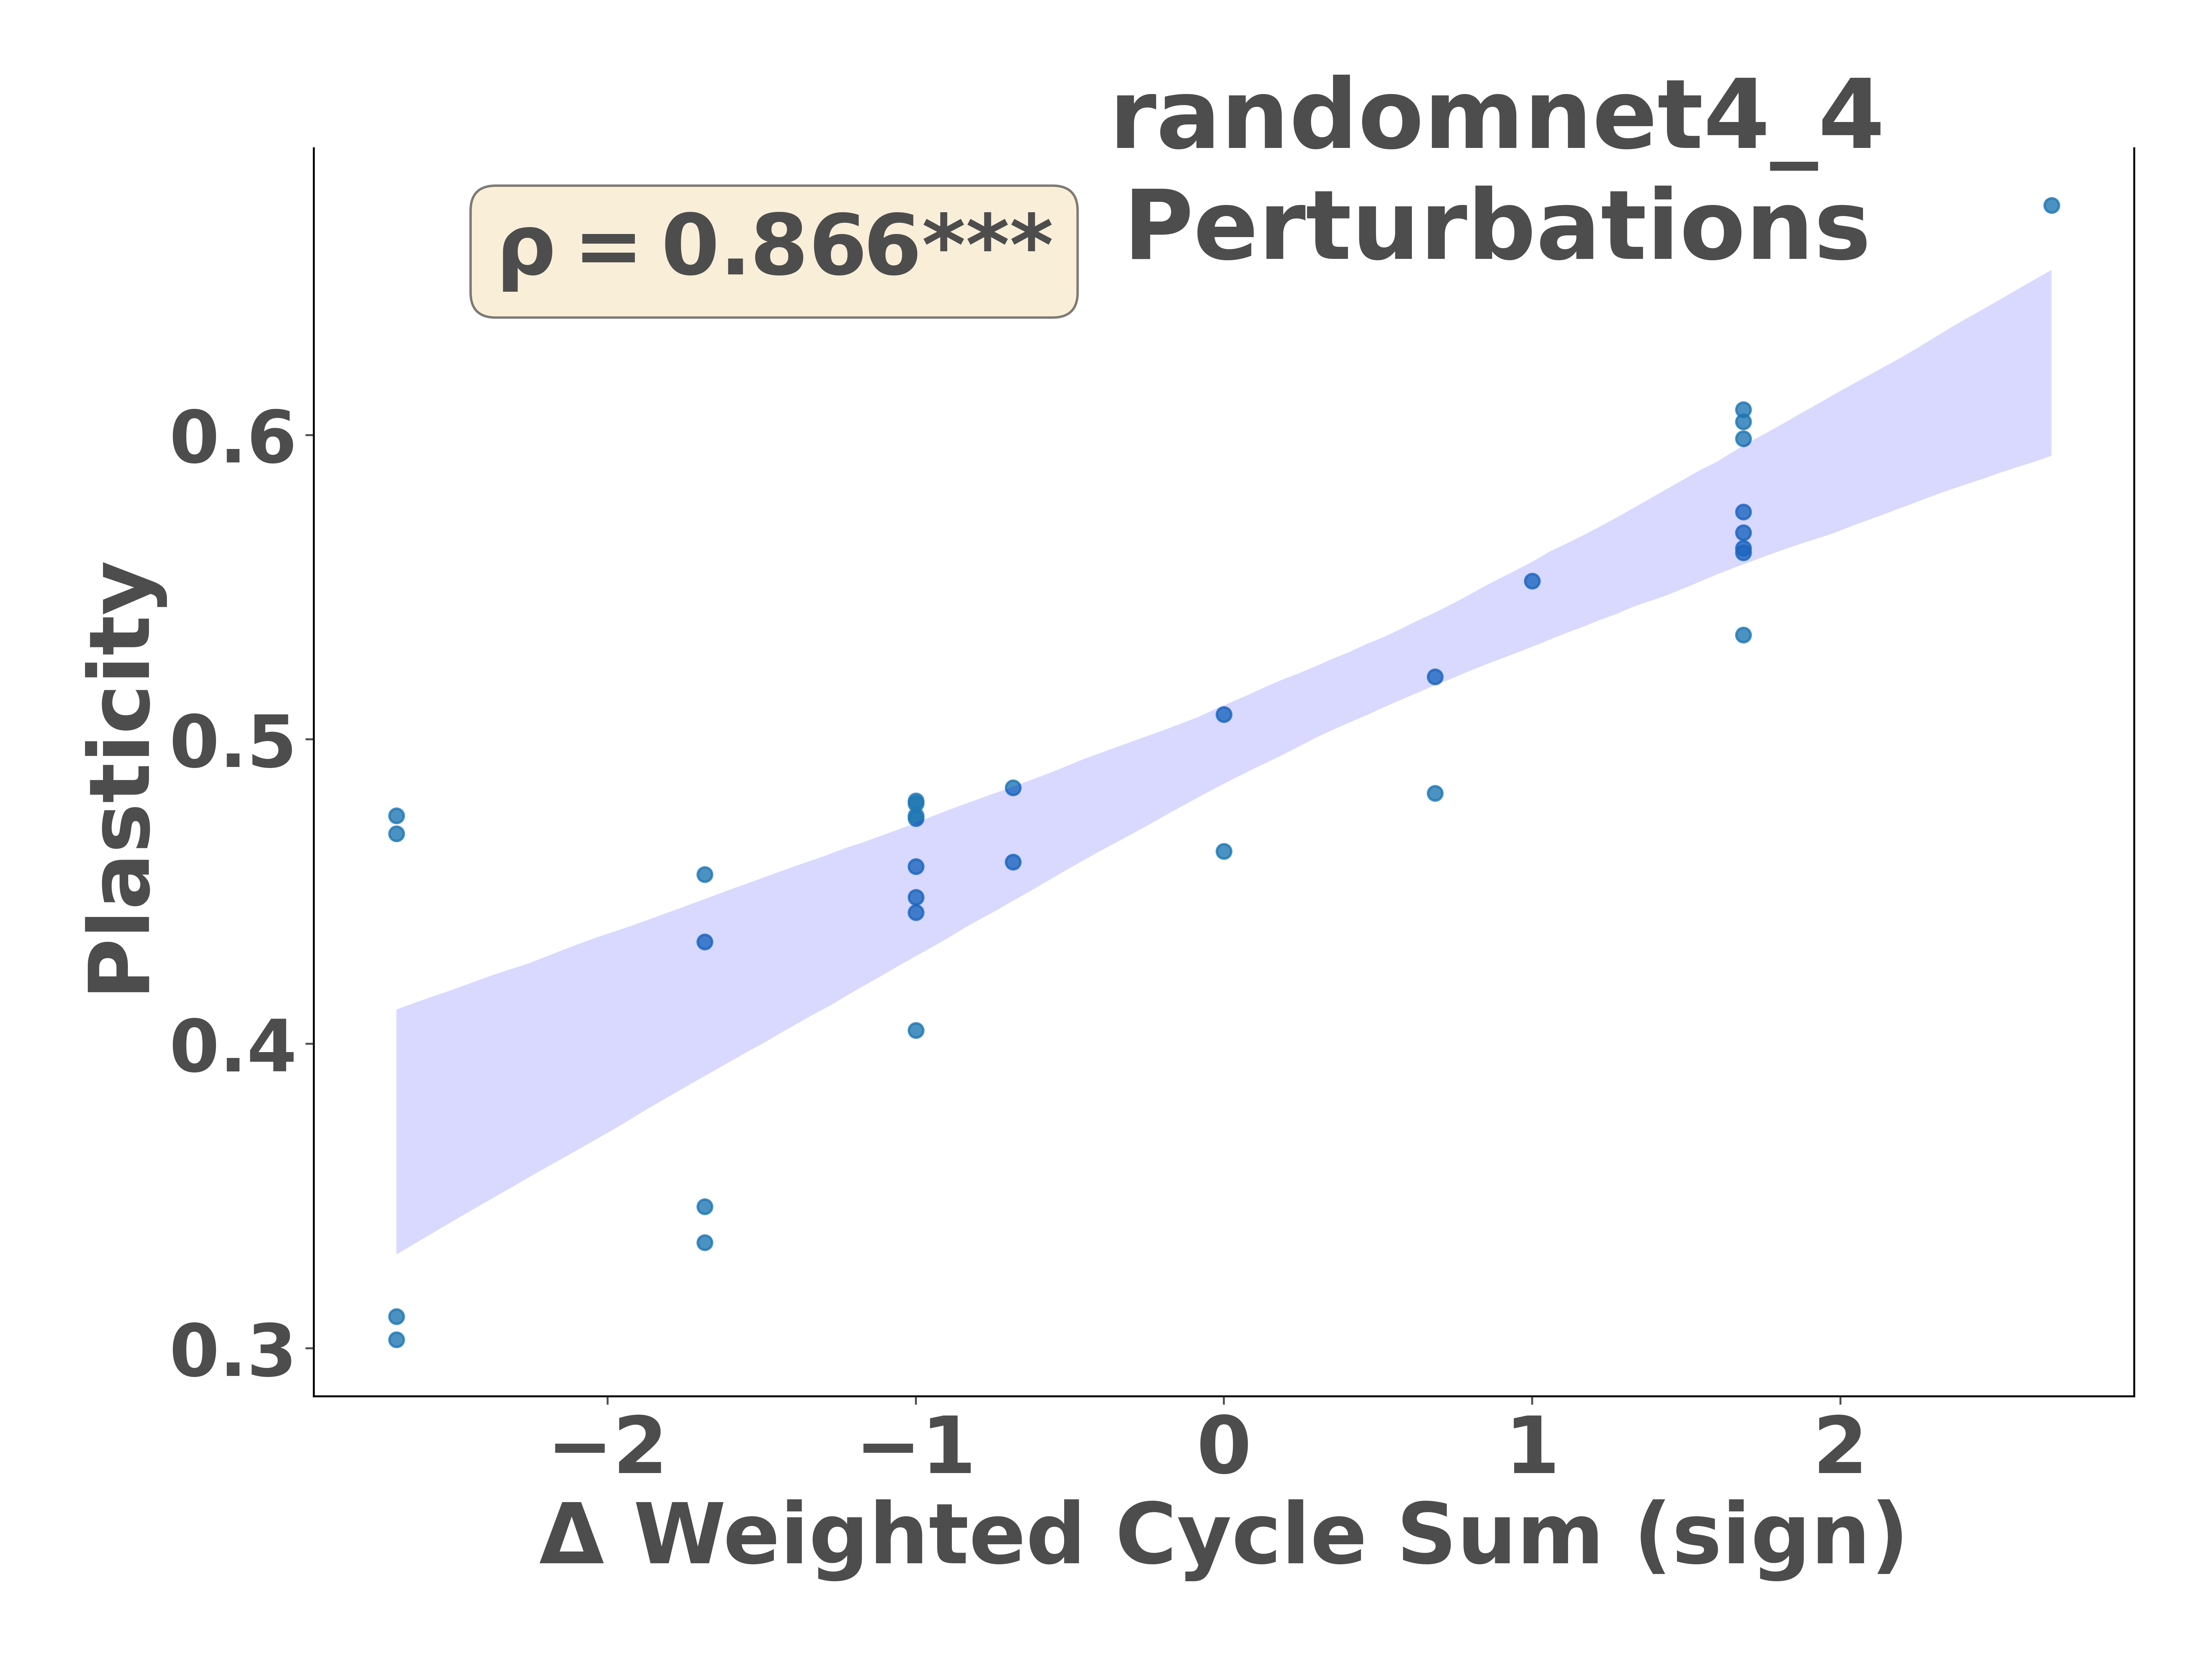 randomnet4_4
Perturbations
ρ = 0.866***
Plasticity
0.6
0.5
0.4
0.3
−2 −1 0 1 2
Δ Weighted Cycle Sum (sign)